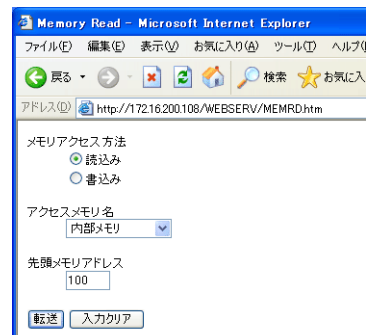 Memory Read - Microsoft Internet Explorer
ファイル(F) 編集(E) 表示(V) お気に入り(A) ツール(T) ヘルプ(
戻る 検索 お気に入
アドレス(D) http://172.16.200.108/WEBSERV/MEMRD.htm
メモリアクセス方法
読込み
書込み
アクセスメモリ名
内部メモリ
先頭メモリアドレス
100
転送 入力クリア